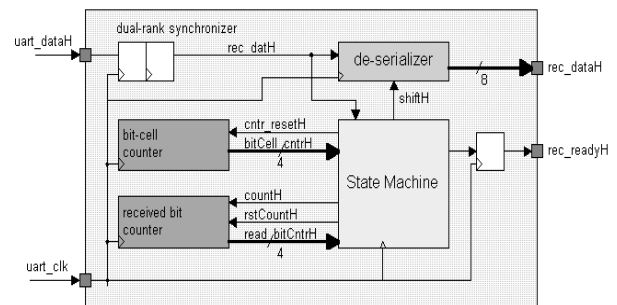 dual-rank synchronizer
uart_dataH
rec_datH
de-serializer
rec_dataH
8
shiftH
cntr_resetH
bit-cell
counter
bitCell_cntrH
4
State Machine
rec_readyH
countH
received bit
counter
rstCountH
read_bitCntrH
4
uart_clk